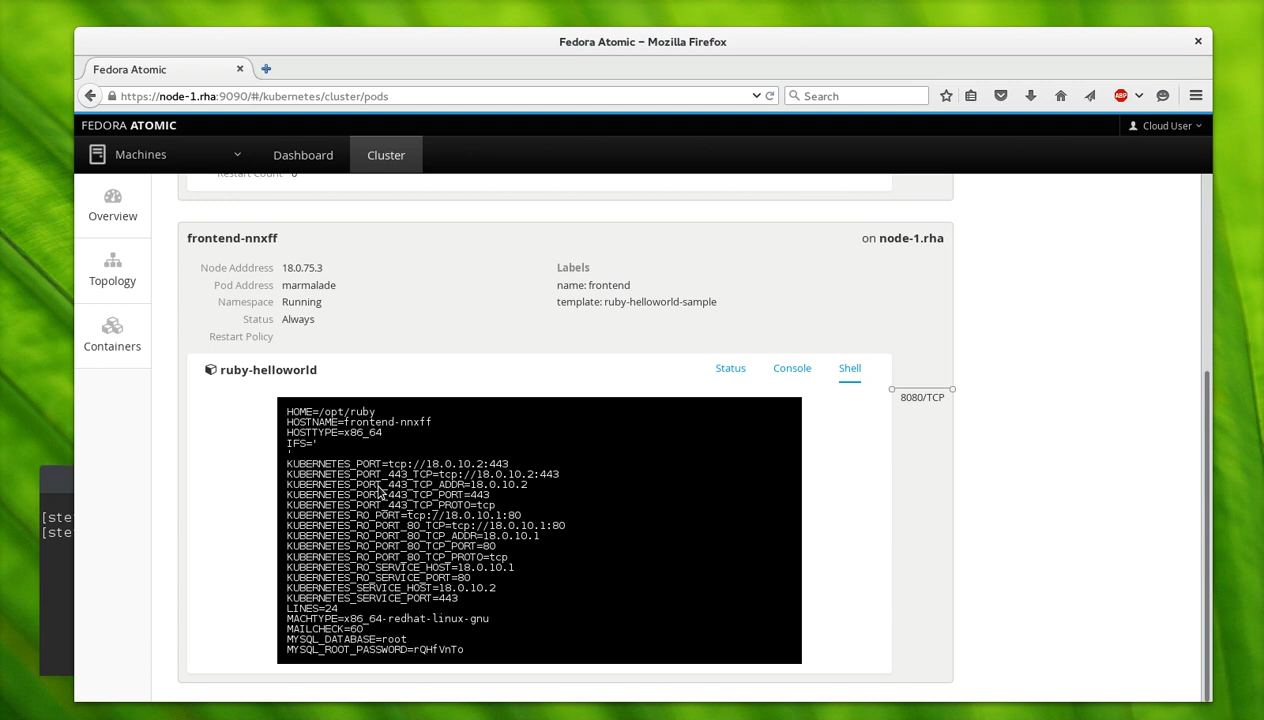 Fedora Atomic – Mozilla Firefox
Fedora Atomic
https://node-1.rha:9090/#/kubernetes/cluster/pods
Search
ABP
FEDORA ATOMIC
Cloud User
Machines
Dashboard
Cluster
Overview
Topology
Containers
Restart Count 0
frontend-nnxff
on node-1.rha
Node Adddress 18.0.75.3
Pod Address marmalade
Namespace Running
Status Always
Restart Policy
Labels
name: frontend
template: ruby-helloworld-sample
ruby-helloworld
Status
Console
Shell
8080/TCP
HOME=/opt/ruby
HOSTNAME=frontend-nnxff
HOSTTYPE=x86_64
IFS='
'
KUBERNETES_PORT=tcp://18.0.10.2:443
KUBERNETES_PORT_443_TCP=tcp://18.0.10.2:443
KUBERNETES_PORT_443_TCP_ADDR=18.0.10.2
KUBERNETES_PORT_443_TCP_PORT=443
KUBERNETES_PORT_443_TCP_PROTO=tcp
KUBERNETES_RO_PORT=tcp://18.0.10.1:80
KUBERNETES_RO_PORT_80_TCP=tcp://18.0.10.1:80
KUBERNETES_RO_PORT_80_TCP_ADDR=18.0.10.1
KUBERNETES_RO_PORT_80_TCP_PORT=80
KUBERNETES_RO_PORT_80_TCP_PROTO=tcp
KUBERNETES_RO_SERVICE_HOST=18.0.10.1
KUBERNETES_RO_SERVICE_PORT=80
KUBERNETES_SERVICE_HOST=18.0.10.2
KUBERNETES_SERVICE_PORT=443
LINES=24
MACHTYPE=x86_64-redhat-linux-gnu
MAILCHECK=60
MYSQL_DATABASE=root
MYSQL_ROOT_PASSWORD=rQHfVnTo
[ste
[ste